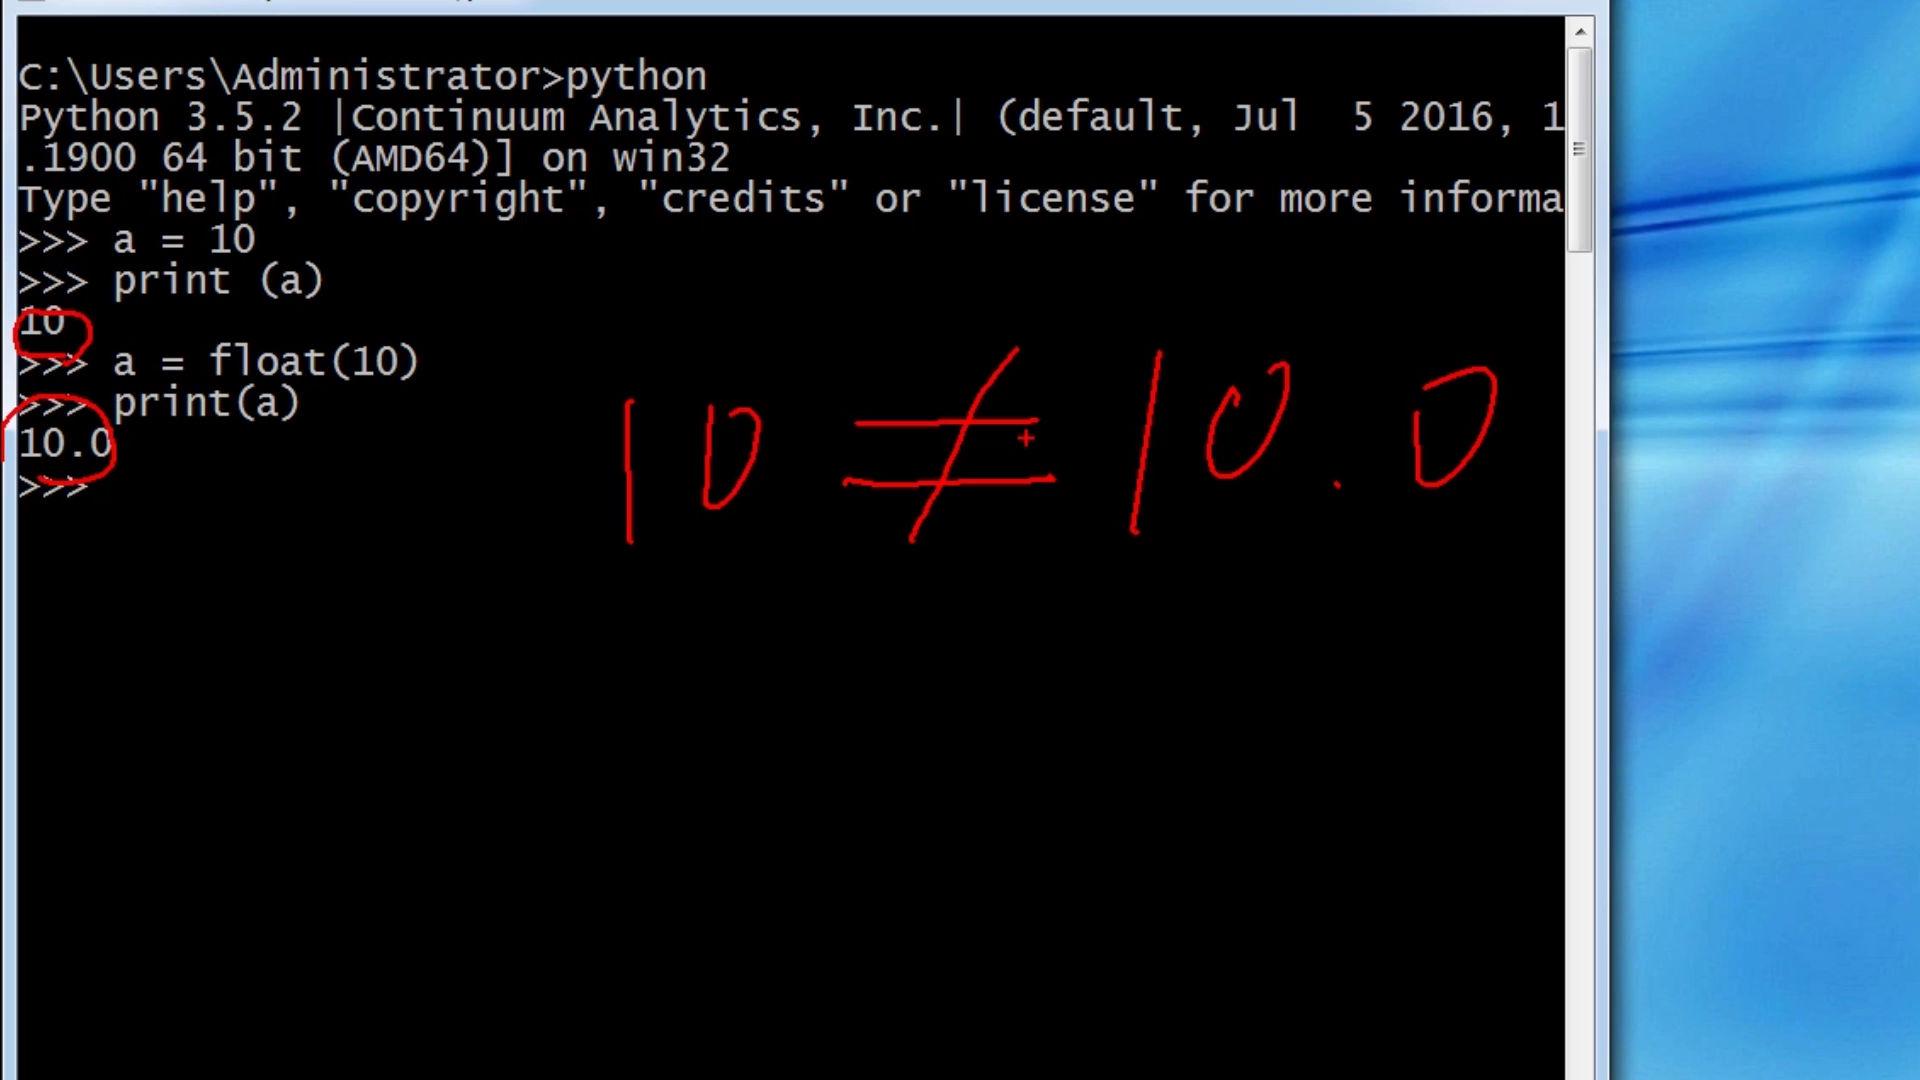 C:\Users\Administrator>python
Python 3.5.2 |Continuum Analytics, Inc.| (default, Jul  5 2016, 1
.1900 64 bit (AMD64)] on win32
Type "help", "copyright", "credits" or "license" for more informa
>>> a = 10
>>> print (a)
10
>>> a = float(10)
>>> print(a)
10.0
>>>
10 ≠ 10.0